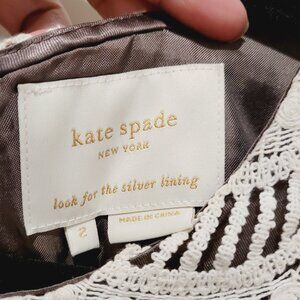 kate spade
NEW YORK
look for the silver lining
2
MADE IN CHINA